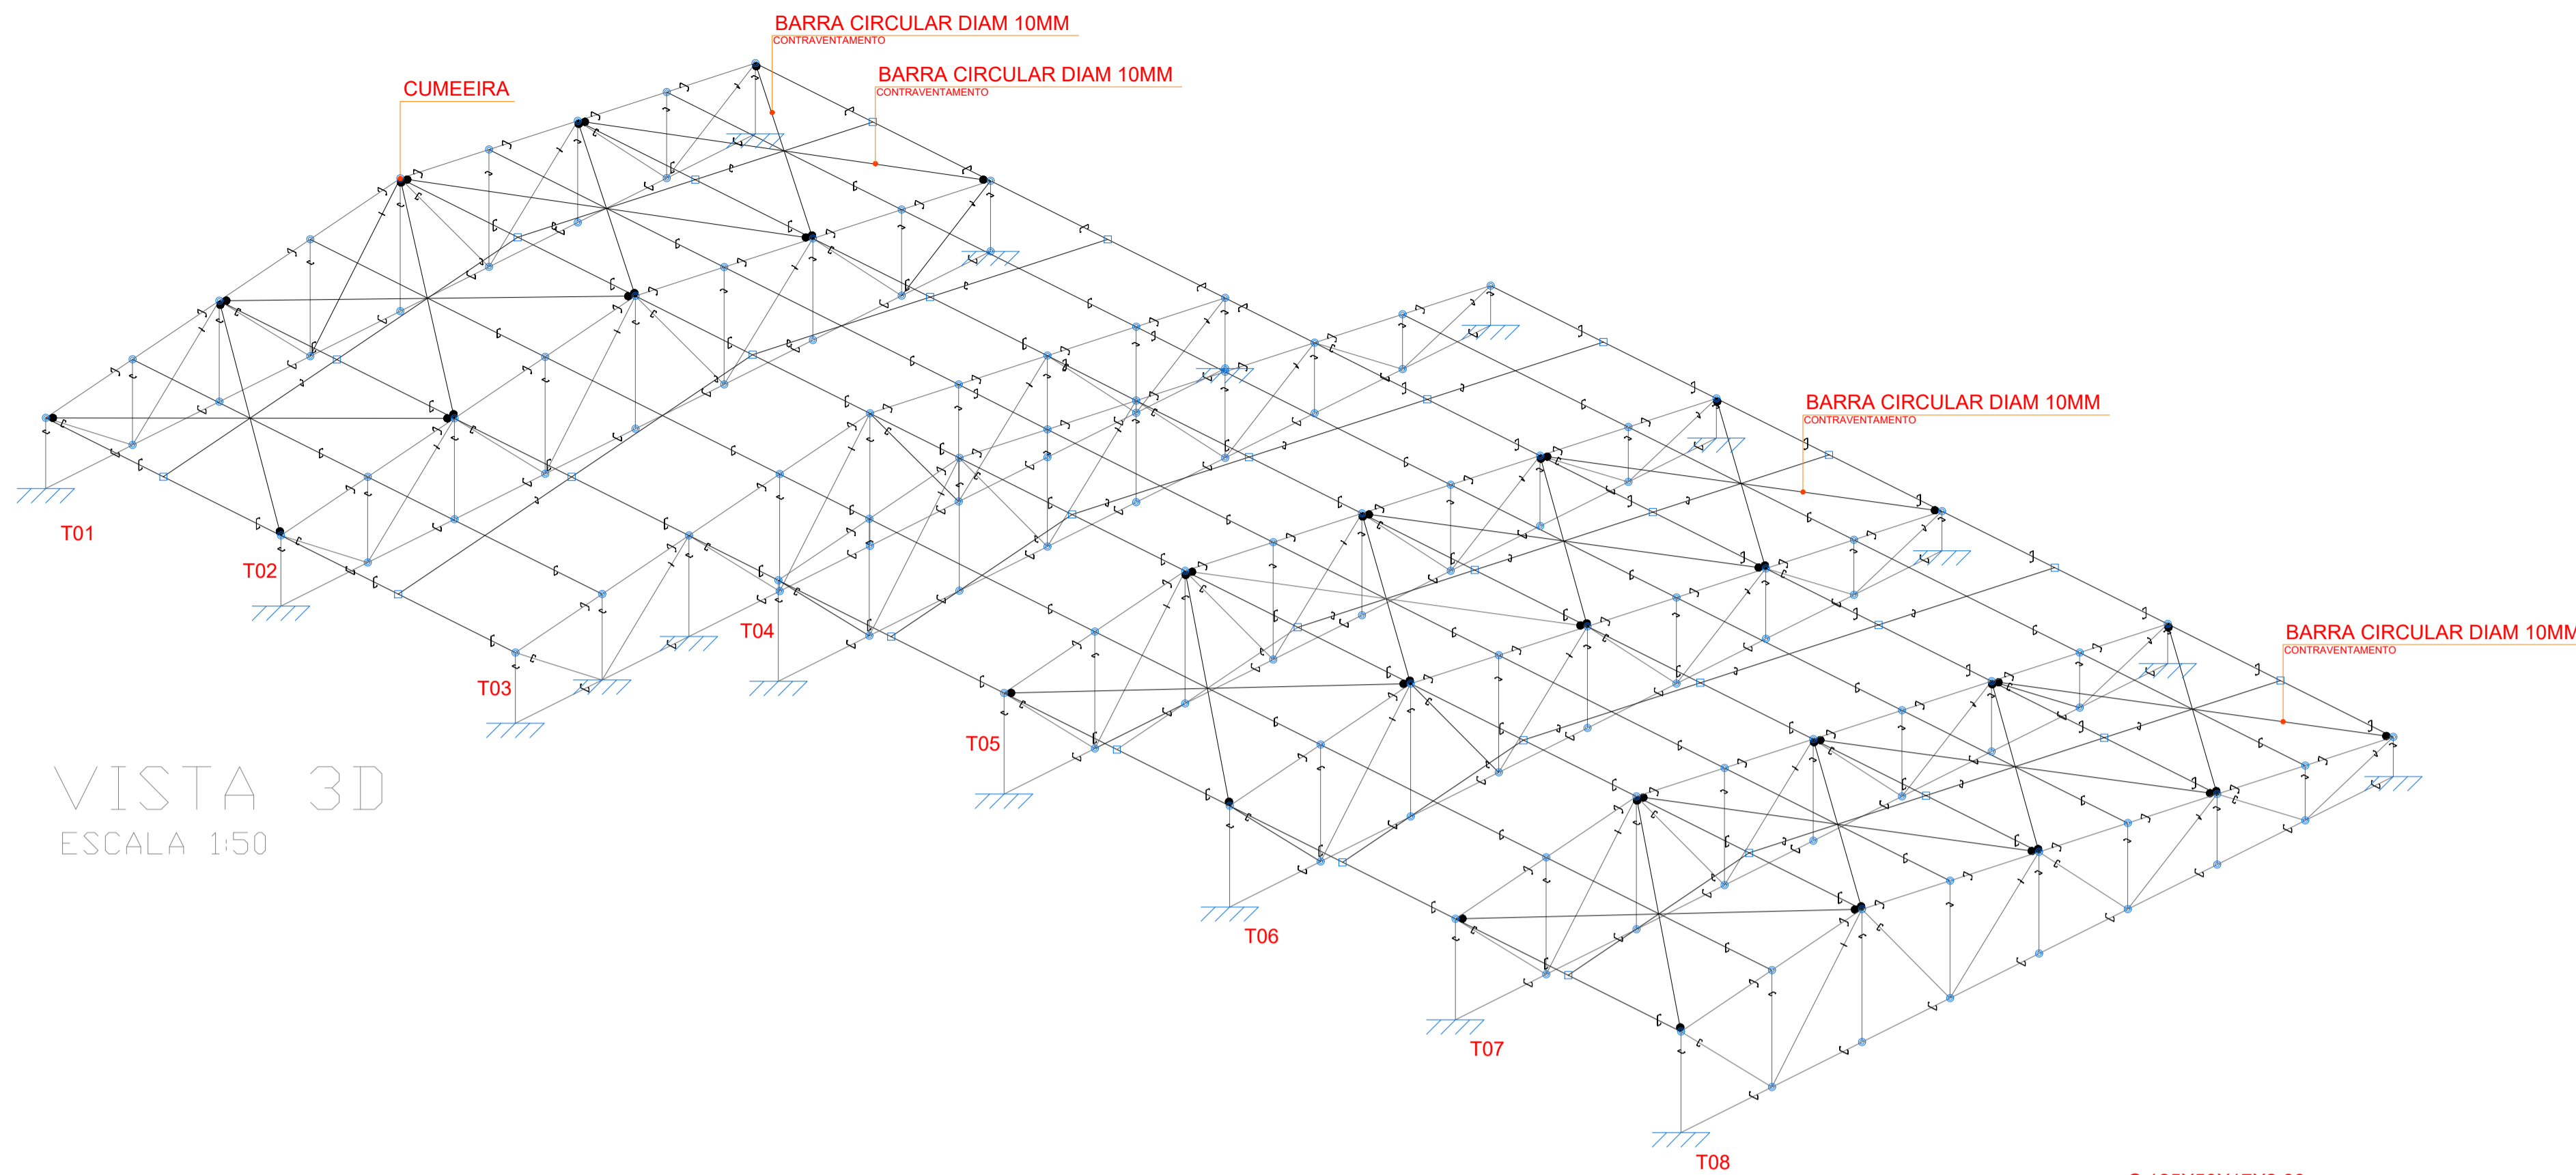 BARRA CIRCULAR DIAM 10MM
CONTRAVENTAMENTO
BARRA CIRCULAR DIAM 10MM
CONTRAVENTAMENTO
CUMEEIRA
BARRA CIRCULAR DIAM 10MM
CONTRAVENTAMENTO
T01
T02
T04
BARRA CIRCULAR DIAM 10MM
CONTRAVENTAMENTO
T03
T05
VISTA 3D
ESCALA 1:50
T06
T07
T08